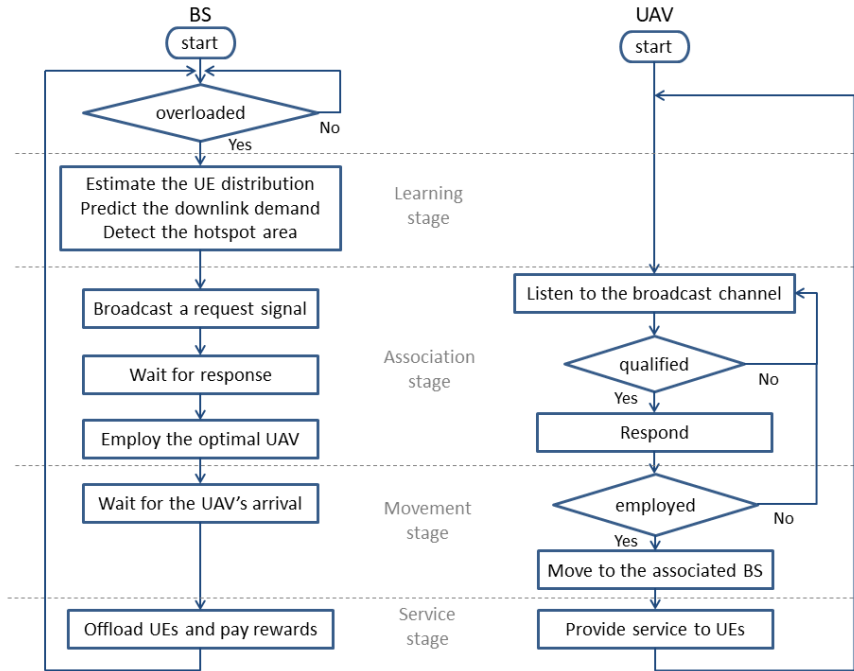 BS
UAV
start
start
overloaded
No
Yes
Estimate the UE distribution
Predict the downlink demand
Detect the hotspot area
Learning
stage
Broadcast a request signal
Listen to the broadcast channel
Association
stage
qualified
No
Yes
Wait for response
Employ the optimal UAV
Respond
Wait for the UAV's arrival
Movement
stage
employed
No
Yes
Move to the associated BS
Offload UEs and pay rewards
Service
stage
Provide service to UEs